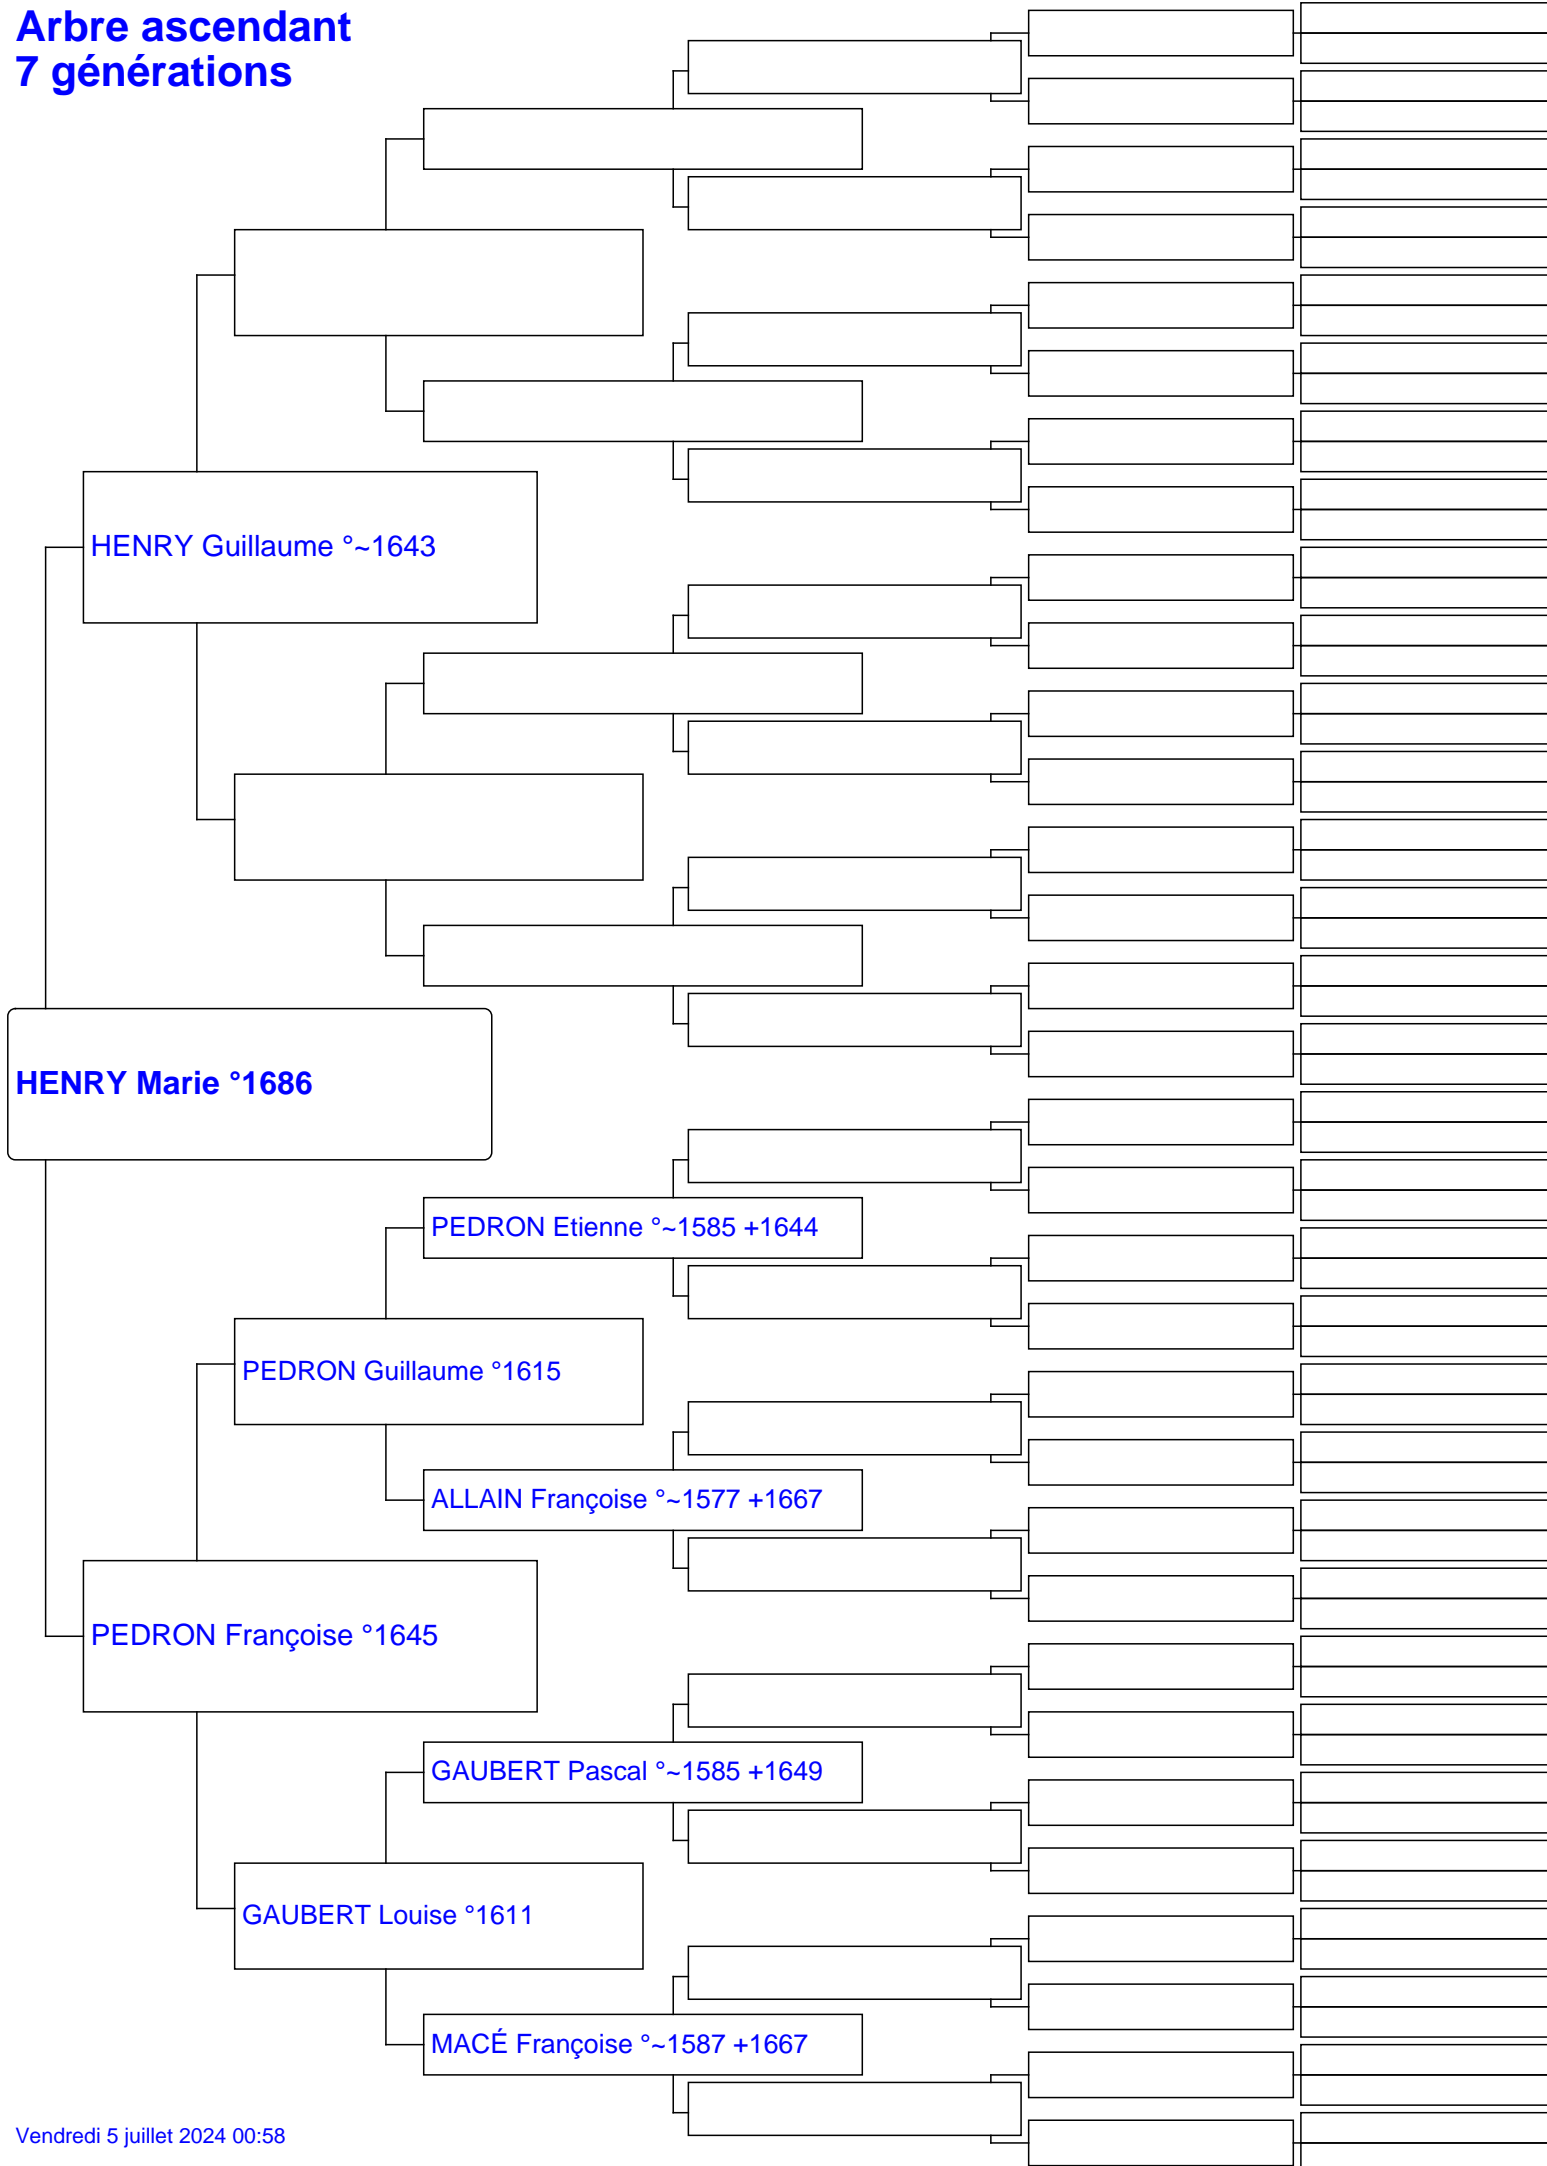 Arbre ascendant
7 générations
HENRY Guillaume °~1643
HENRY Marie °1686
PEDRON Etienne °~1585 +1644
PEDRON Guillaume °1615
ALLAIN Françoise °~1577 +1667
PEDRON Françoise °1645
GAUBERT Pascal °~1585 +1649
GAUBERT Louise °1611
MACÉ Françoise °~1587 +1667
Vendredi 5 juillet 2024 00:58